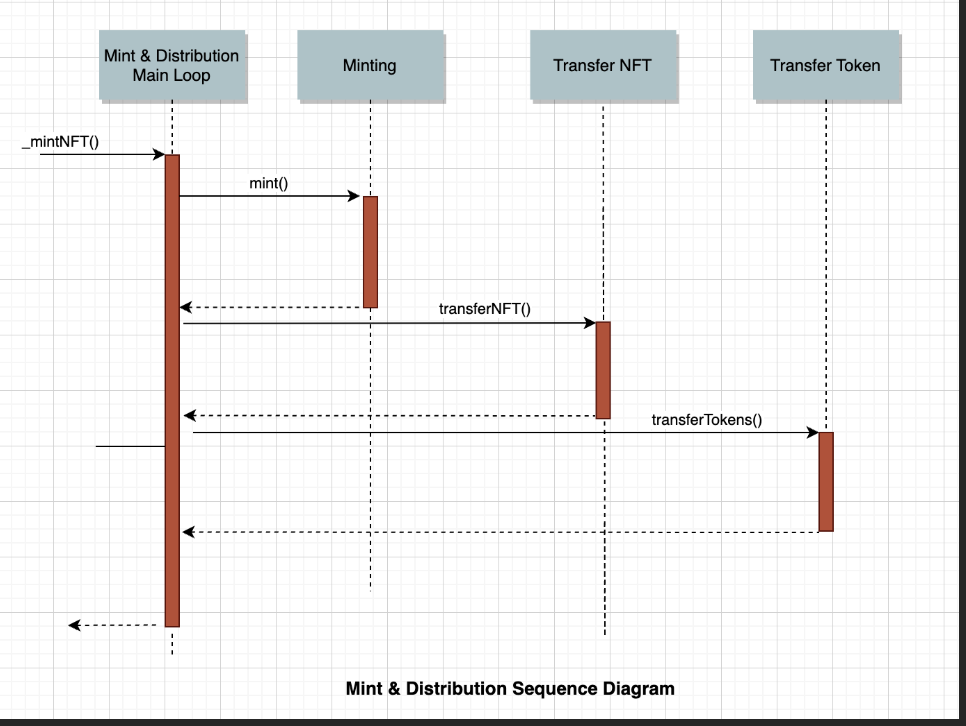 Mint & Distribution
Main Loop
Minting
Transfer NFT
Transfer Token
_mintNFT()
mint()
transferNFT()
transferTokens()
Mint & Distribution Sequence Diagram